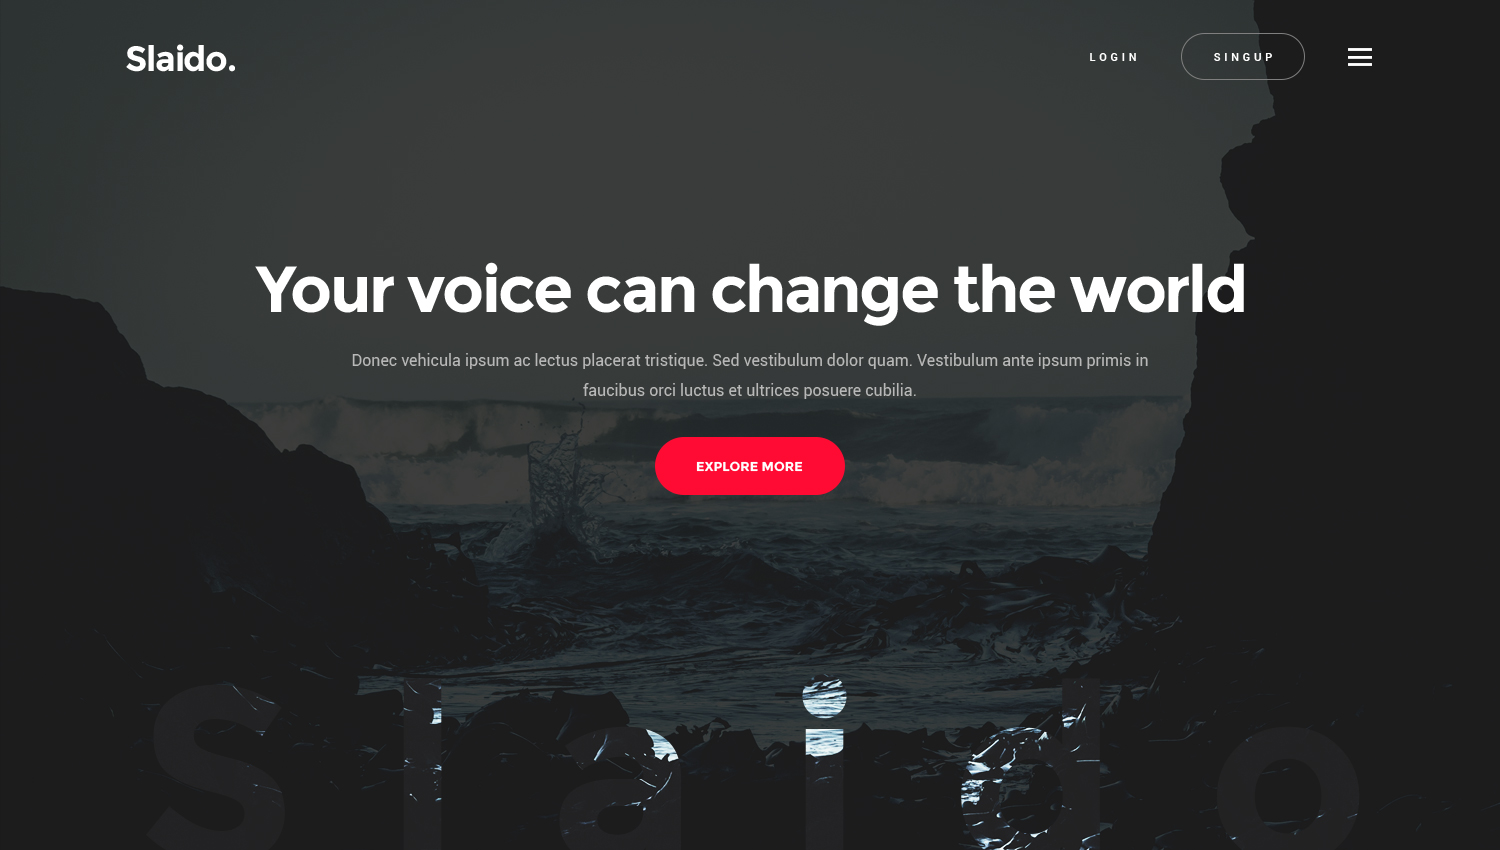 Slaido.
LOGIN
SINGUP
Your voice can change the world
Donec vehicula ipsum ac lectus placerat tristique. Sed vestibulum dolor quam. Vestibulum ante ipsum primis in
faucibus orci luctus et ultrices posuere cubilia.
EXPLORE MORE
Slaido